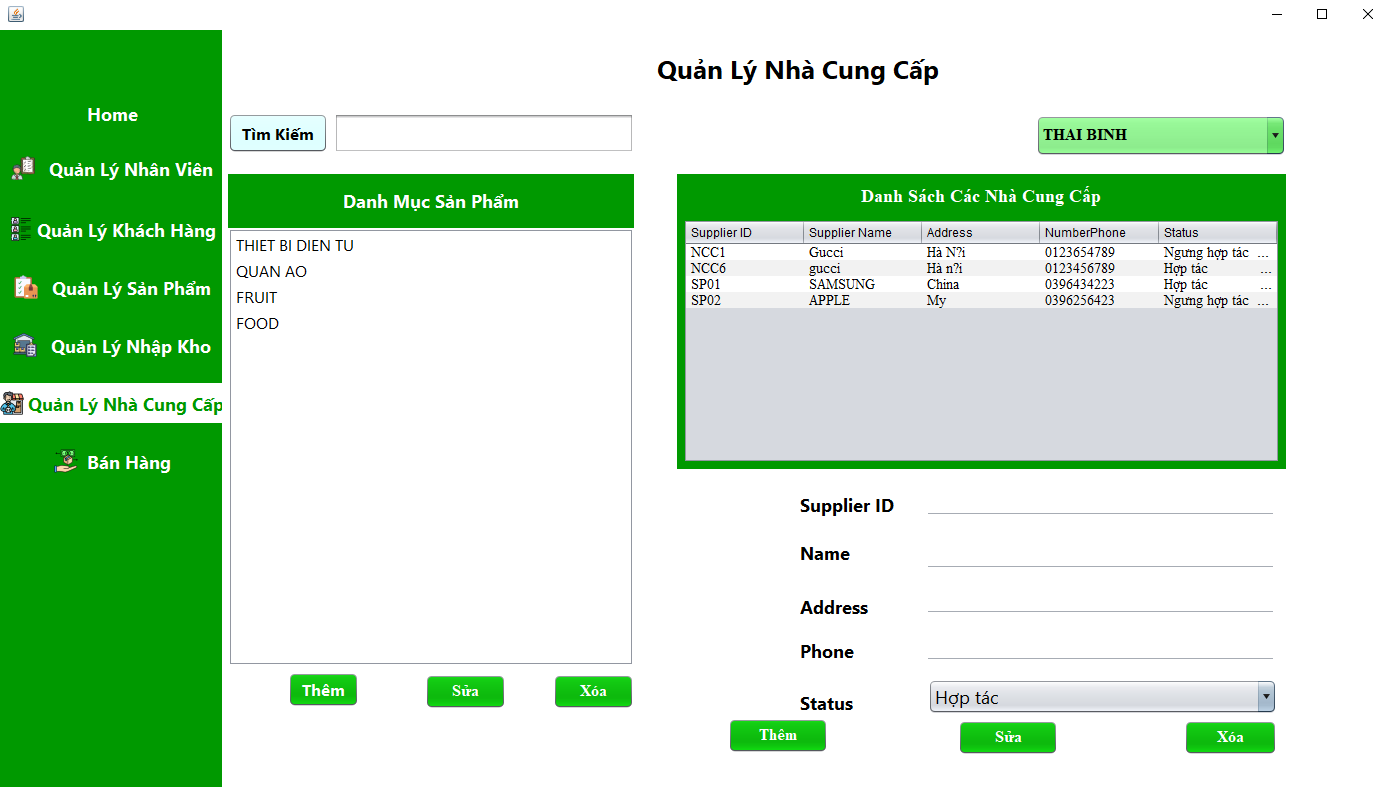 Quản Lý Nhà Cung Cấp
Home
Quản Lý Nhân Viên
Quản Lý Khách Hàng
Quản Lý Sản Phẩm
Quản Lý Nhập Kho
Quản Lý Nhà Cung Cấp
Bán Hàng
Tìm Kiếm
THAI BINH
Danh Mục Sản Phẩm
THIET BI DIEN TU
QUAN AO
FRUIT
FOOD
Thêm Sửa Xóa
Danh Sách Các Nhà Cung Cấp
Supplier ID Supplier Name Address NumberPhone Status
NCC1 Gucci Hà N?i 0123654789 Ngưng hợp tác ...
NCC6 gucci Hà n?i 0123456789 Hợp tác ...
SP01 SAMSUNG China 0396434223 Hợp tác ...
SP02 APPLE My 0396256423 Ngưng hợp tác ...
Supplier ID
Name
Address
Phone
Status Hợp tác
Thêm Sửa Xóa